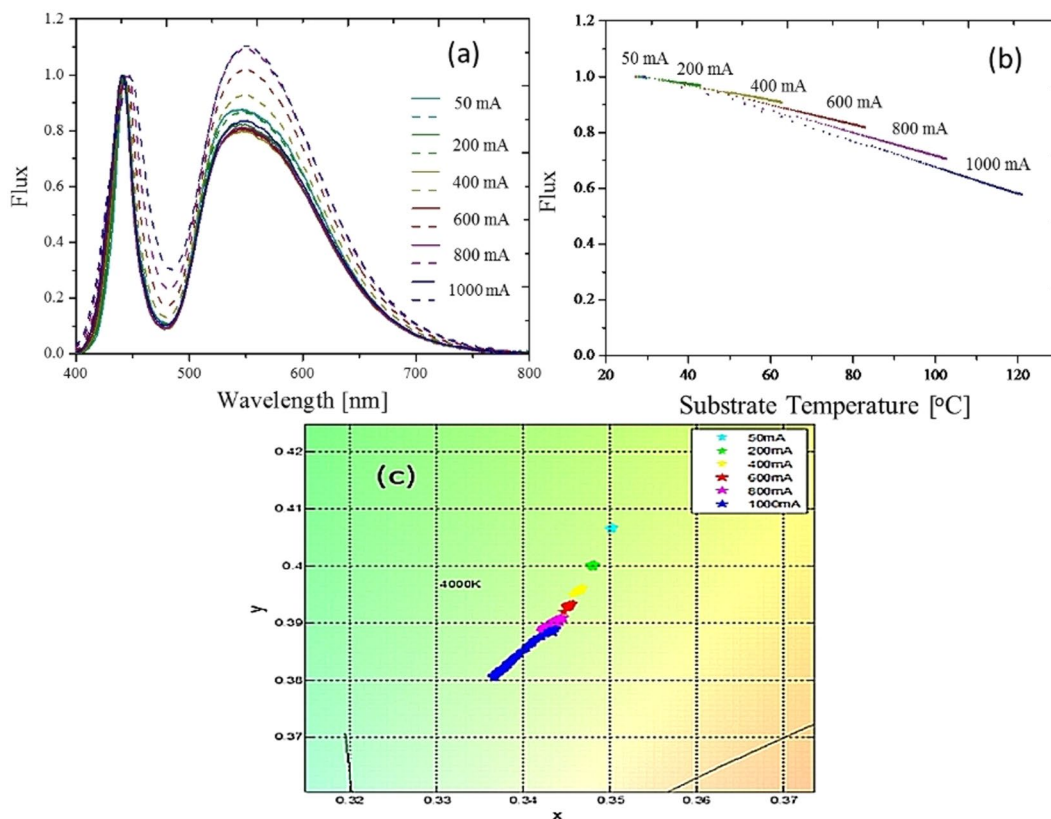 (a)
1.2
1.0
0.8
0.6
0.4
0.2
0.0
Flux
400
500
600
700
800
Wavelength [nm]
50 mA
200 mA
400 mA
600 mA
800 mA
1000 mA
(b)
1.2
1.0
0.8
0.6
0.4
0.2
0.0
Flux
20
40
60
80
100
120
Substrate Temperature [°C]
50 mA
200 mA
400 mA
600 mA
800 mA
1000 mA
(c)
0.42
0.41
0.4
0.39
0.38
0.37
y
0.32
0.33
0.34
0.35
0.36
0.37
x
4000K
50mA
200mA
400mA
600mA
800mA
1000mA